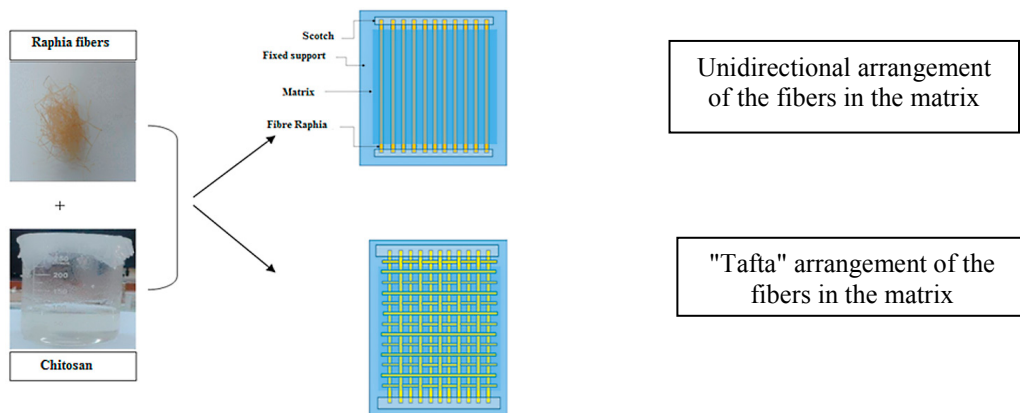 Raphia fibers
+
Chitosan
Scotch
Fixed support
Matrix
Fibre Raphia
Unidirectional arrangement
of the fibers in the matrix
"Tafta" arrangement of the
fibers in the matrix
200